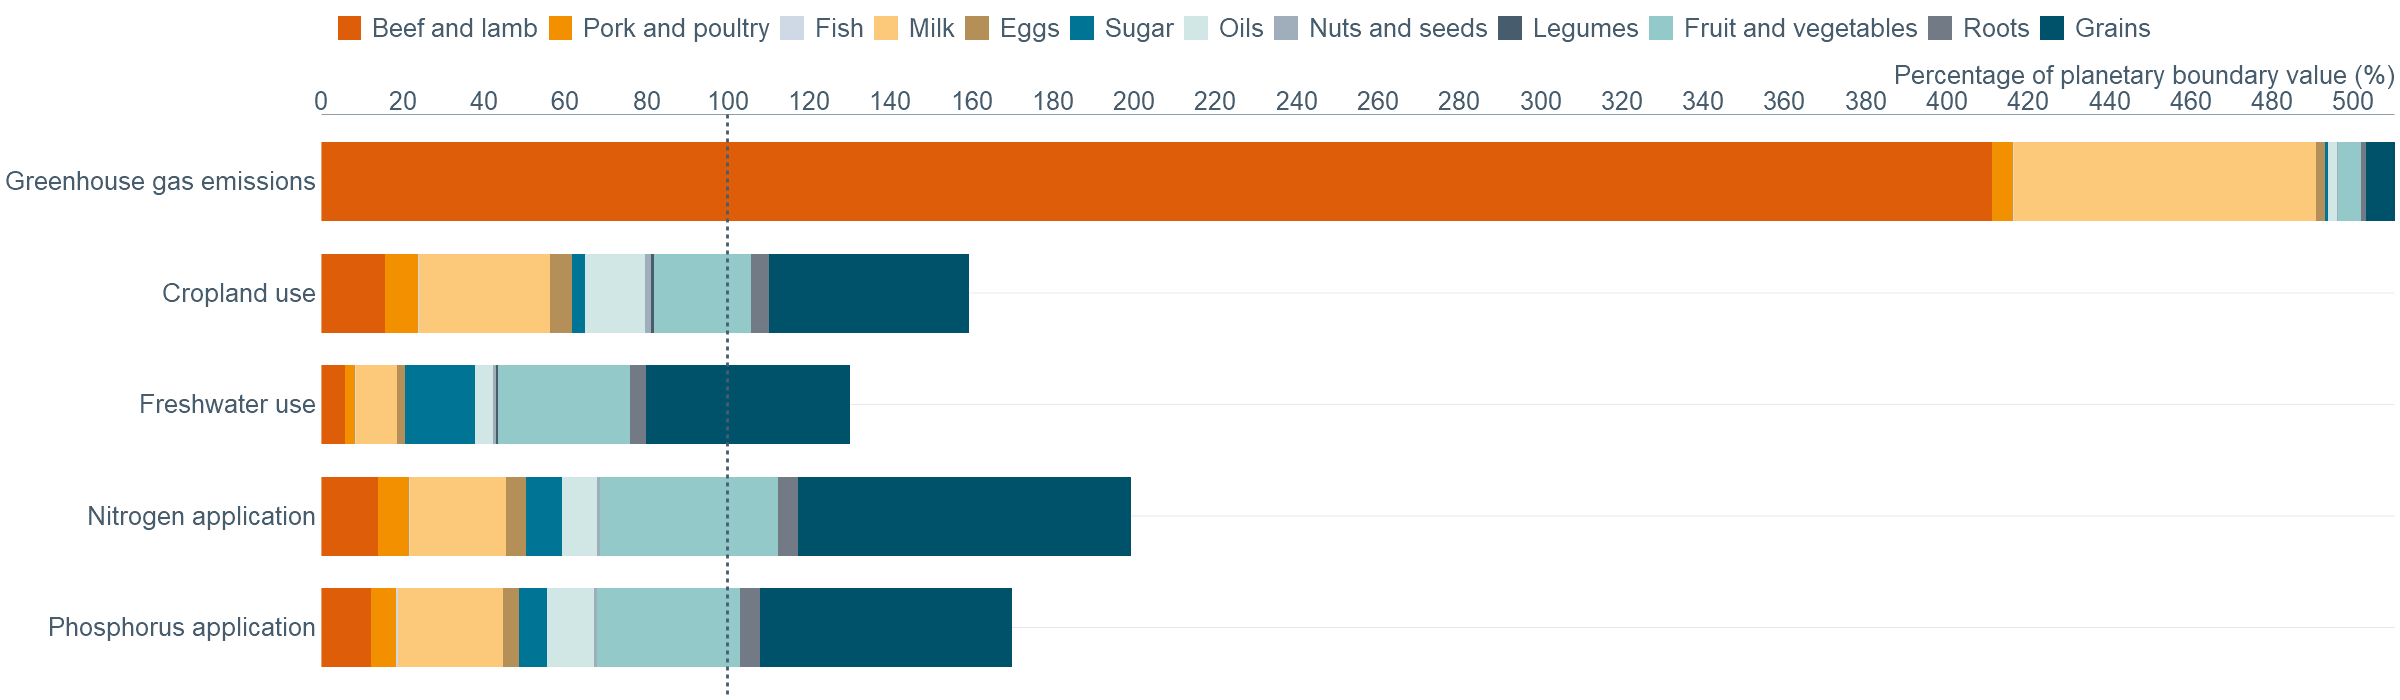 Beef and lamb Pork and poultry Fish Milk Eggs Sugar Oils Nuts and seeds Legumes Fruit and vegetables Roots Grains
Percentage of planetary boundary value (%)
0 20 40 60 80 100 120 140 160 180 200 220 240 260 280 300 320 340 360 380 400 420 440 460 480 500
Greenhouse gas emissions
Cropland use
Freshwater use
Nitrogen application
Phosphorus application